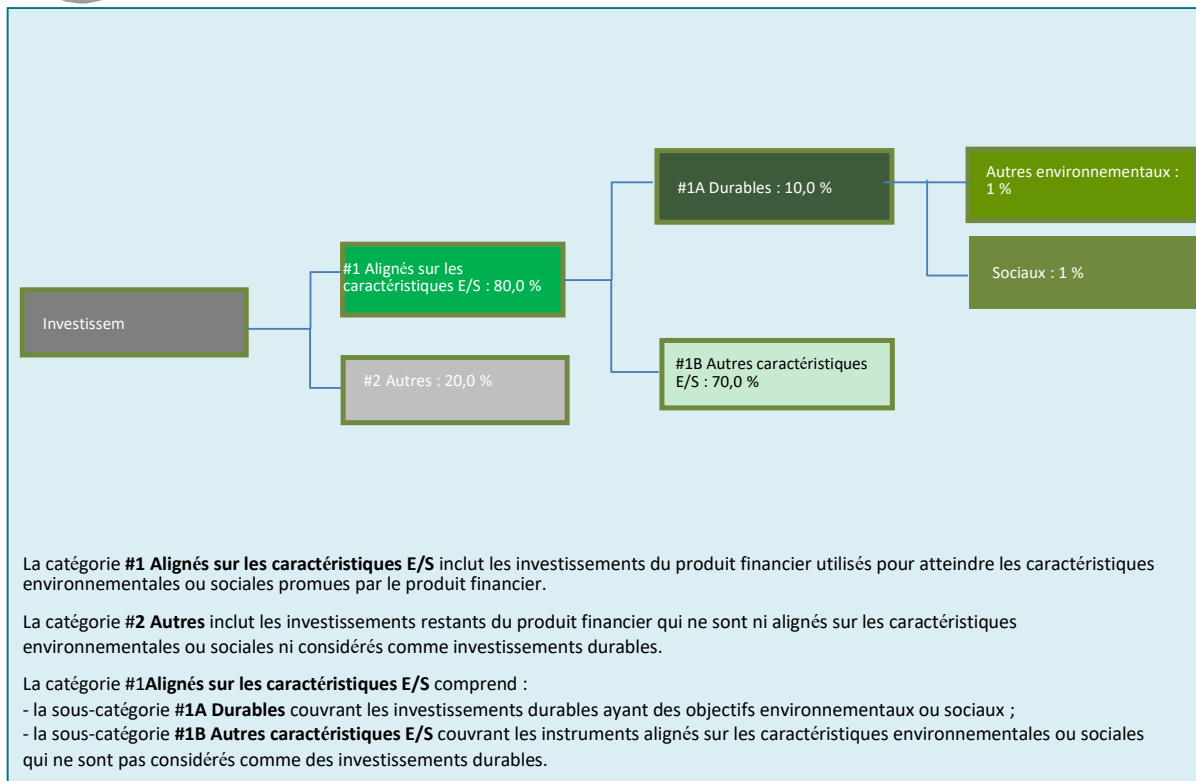 Investissem
#1 Alignés sur les
caractéristiques E/S : 80,0 %
#2 Autres : 20,0 %
#1A Durables : 10,0 %
#1B Autres caractéristiques
E/S : 70,0 %
Autres environnementaux :
1 %
Sociaux : 1 %
La catégorie #1 Alignés sur les caractéristiques E/S inclut les investissements du produit financier utilisés pour atteindre les caractéristiques
environnementales ou sociales promues par le produit financier.
La catégorie #2 Autres inclut les investissements restants du produit financier qui ne sont ni alignés sur les caractéristiques
environnementales ou sociales ni considérés comme investissements durables.
La catégorie #1Alignés sur les caractéristiques E/S comprend :
- la sous-catégorie #1A Durables couvrant les investissements durables ayant des objectifs environnementaux ou sociaux ;
- la sous-catégorie #1B Autres caractéristiques E/S couvrant les instruments alignés sur les caractéristiques environnementales ou sociales
qui ne sont pas considérés comme des investissements durables.